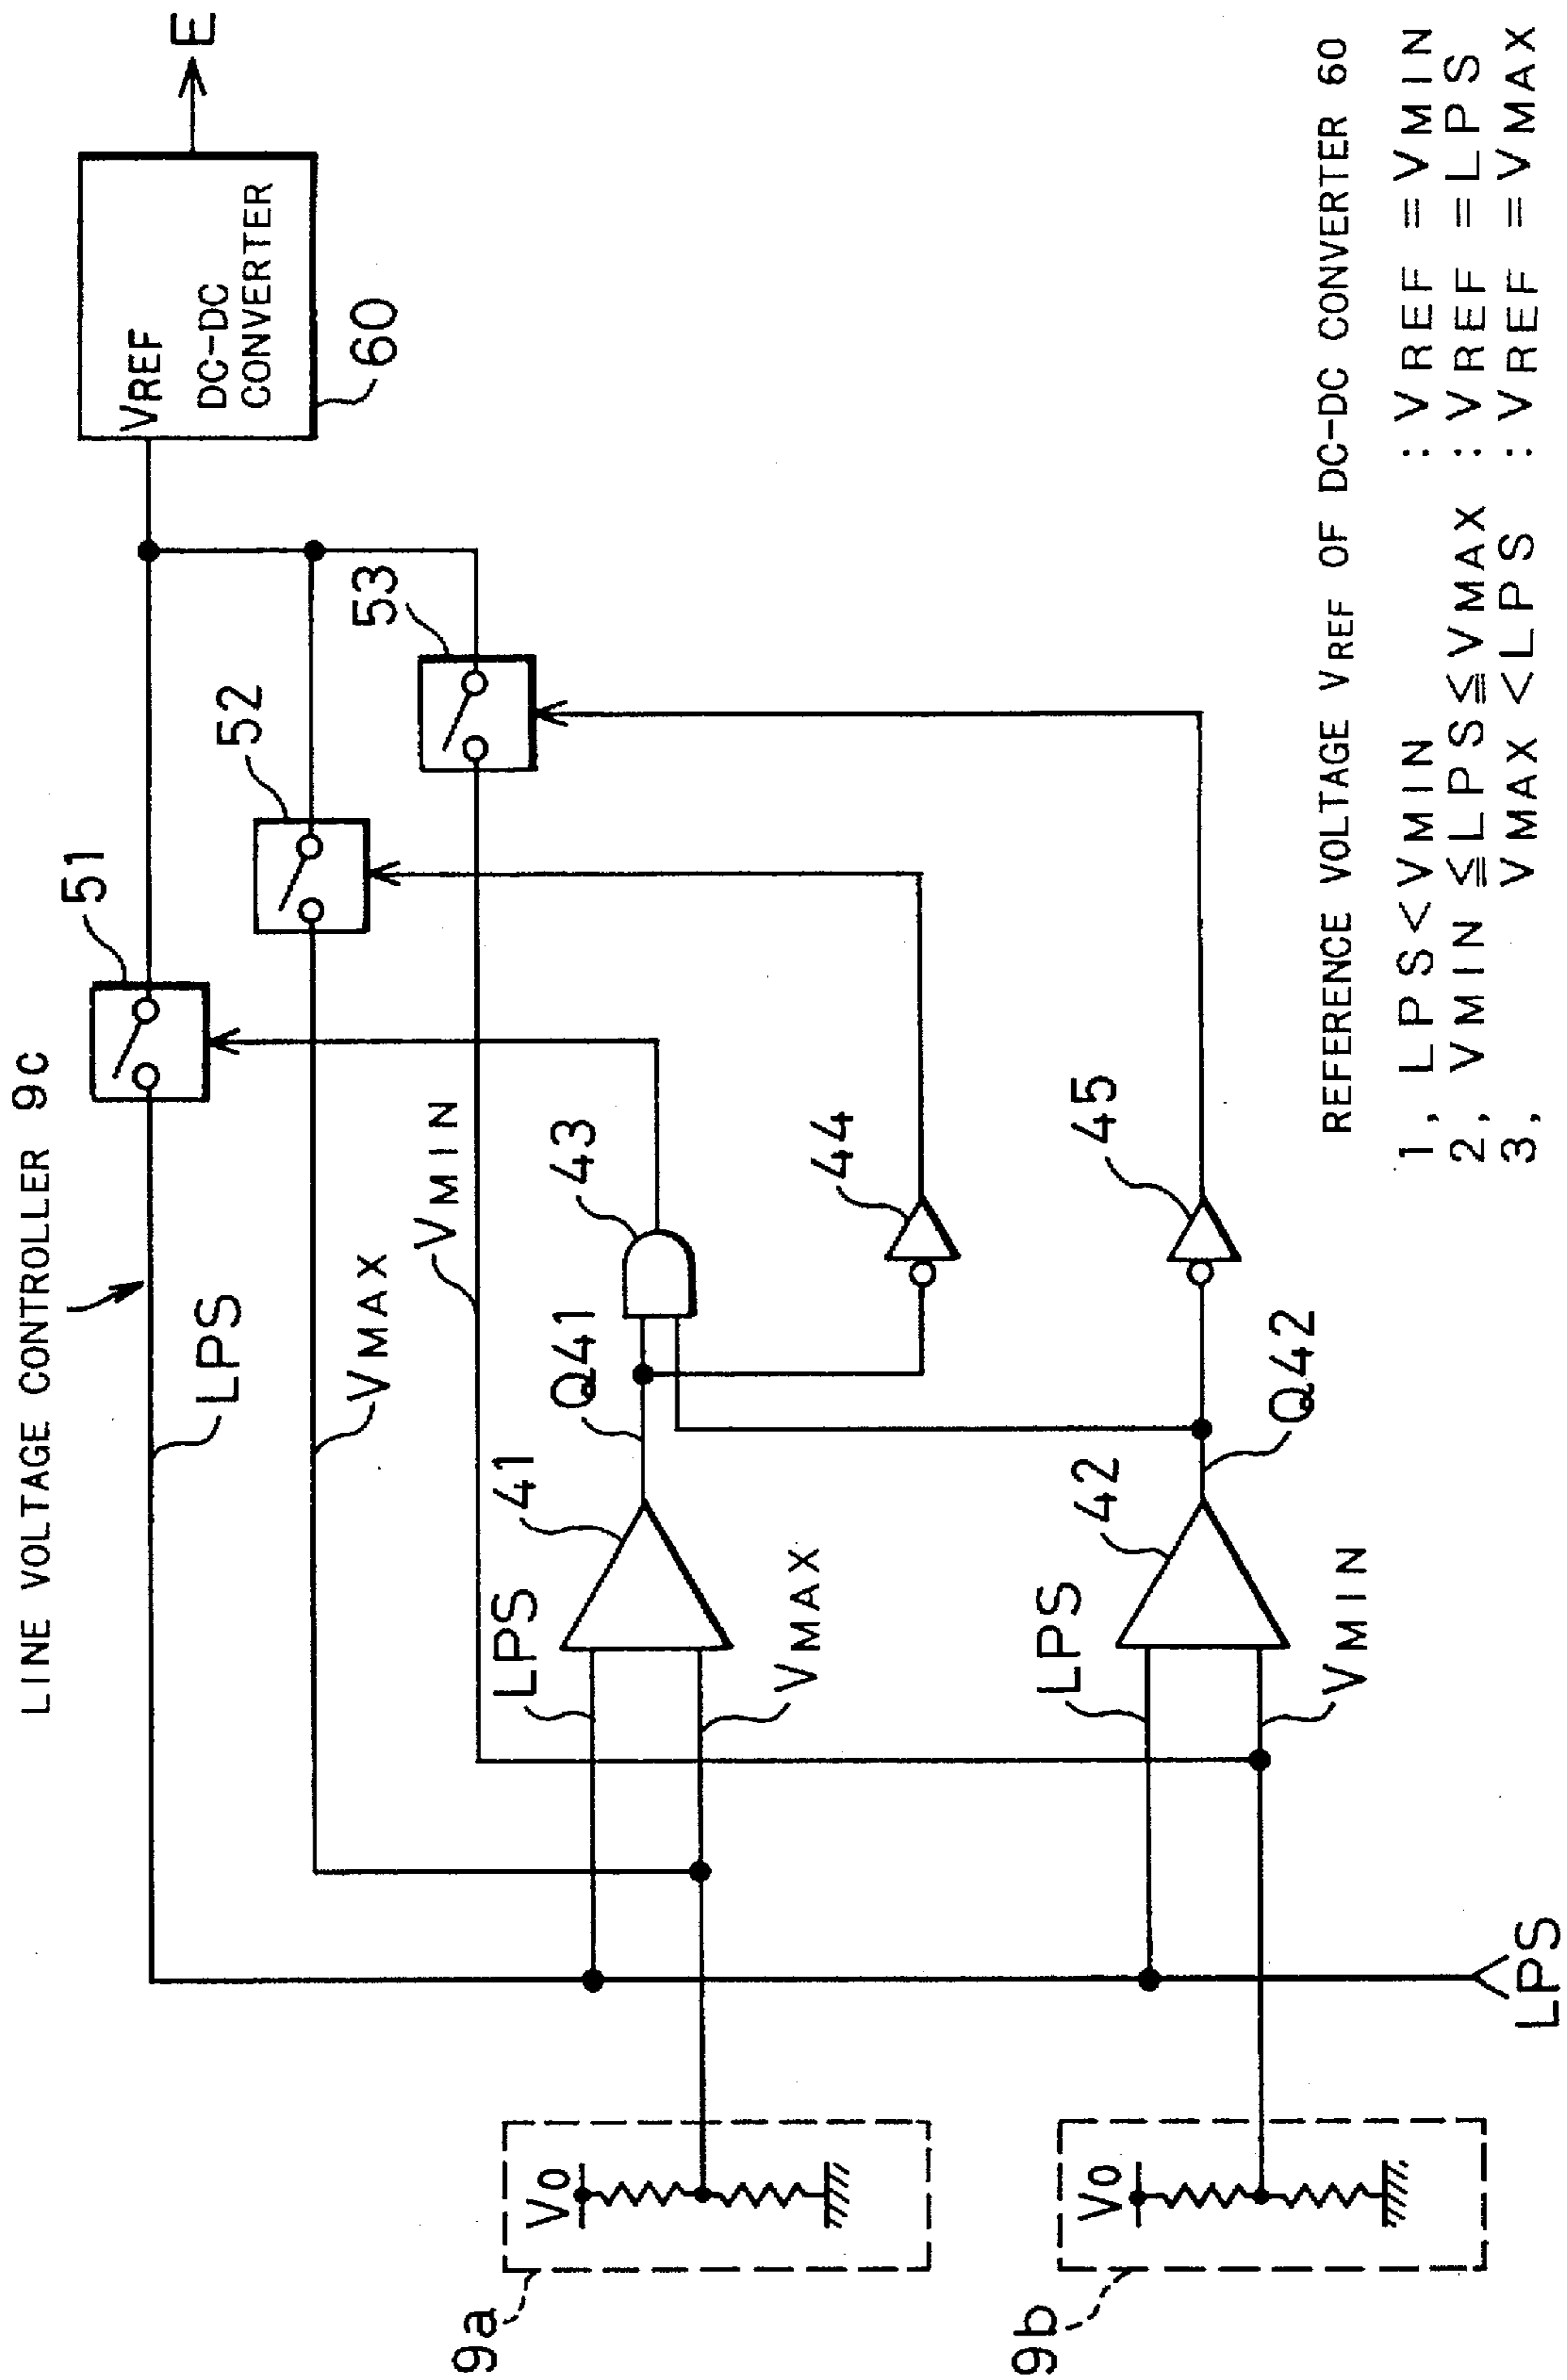 LINE VOLTAGE CONTROLLER 9C
LPS
VMAX
VMIN
51
52
53
VREF
DC-DC
CONVERTER
60
E
LPS
41
Q41
43
VMAX
44
LPS
42
Q42
45
VMIN
9a
Vo
9b
Vo
LPS
REFERENCE VOLTAGE VREF OF DC-DC CONVERTER 60
1, LPS<VMIN : VREF =VMIN
2, VMIN ≦LPS≦VMAX : VREF =LPS
3, VMAX <LPS : VREF =VMAX